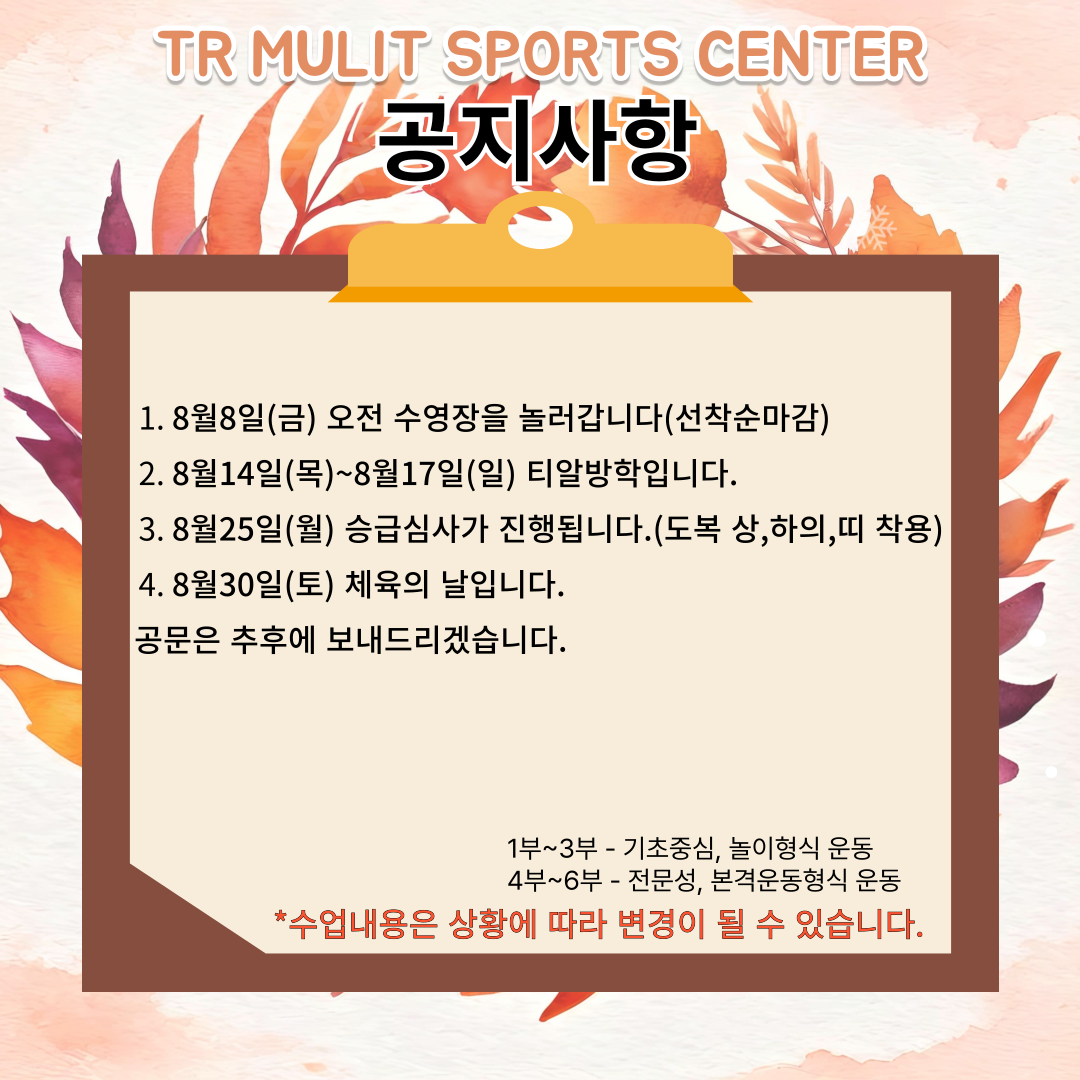 TR MULIT SPORTS CENTER
공지사항
1. 8월8일(금) 오전 수영장을 놀러갑니다(선착순마감)
2. 8월14일(목)~8월17일(일) 티알방학입니다.
3. 8월25일(월) 승급심사가 진행됩니다.(도복 상,하의,띠 착용)
4. 8월30일(토) 체육의 날입니다.
공문은 추후에 보내드리겠습니다.
1부~3부 - 기초중심, 놀이형식 운동
4부~6부 - 전문성, 본격운동형식 운동
*수업내용은 상황에 따라 변경이 될 수 있습니다.